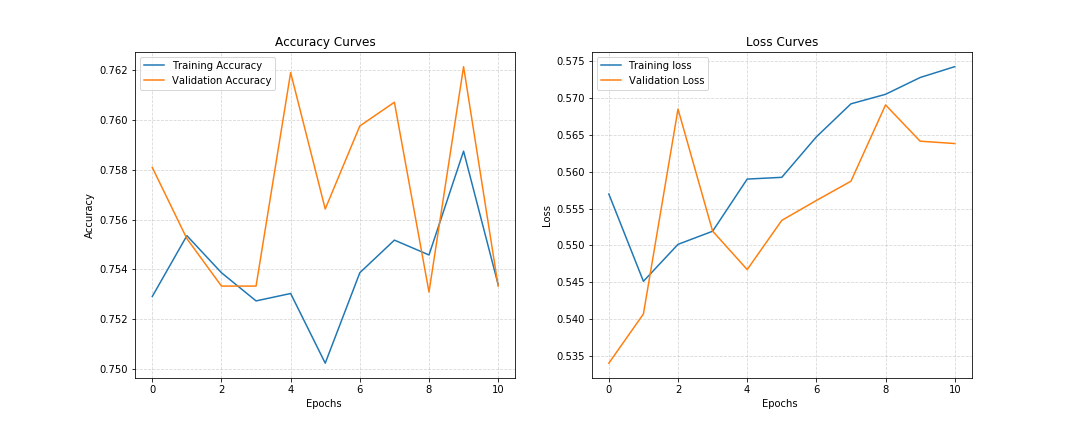 Accuracy Curves
Training Accuracy
Validation Accuracy
0.762
0.760
0.758
0.756
0.754
0.752
0.750
Accuracy
0 2 4 6 8 10
Epochs
Loss Curves
Training loss
Validation Loss
0.575
0.570
0.565
0.560
0.555
0.550
0.545
0.540
0.535
Loss
0 2 4 6 8 10
Epochs